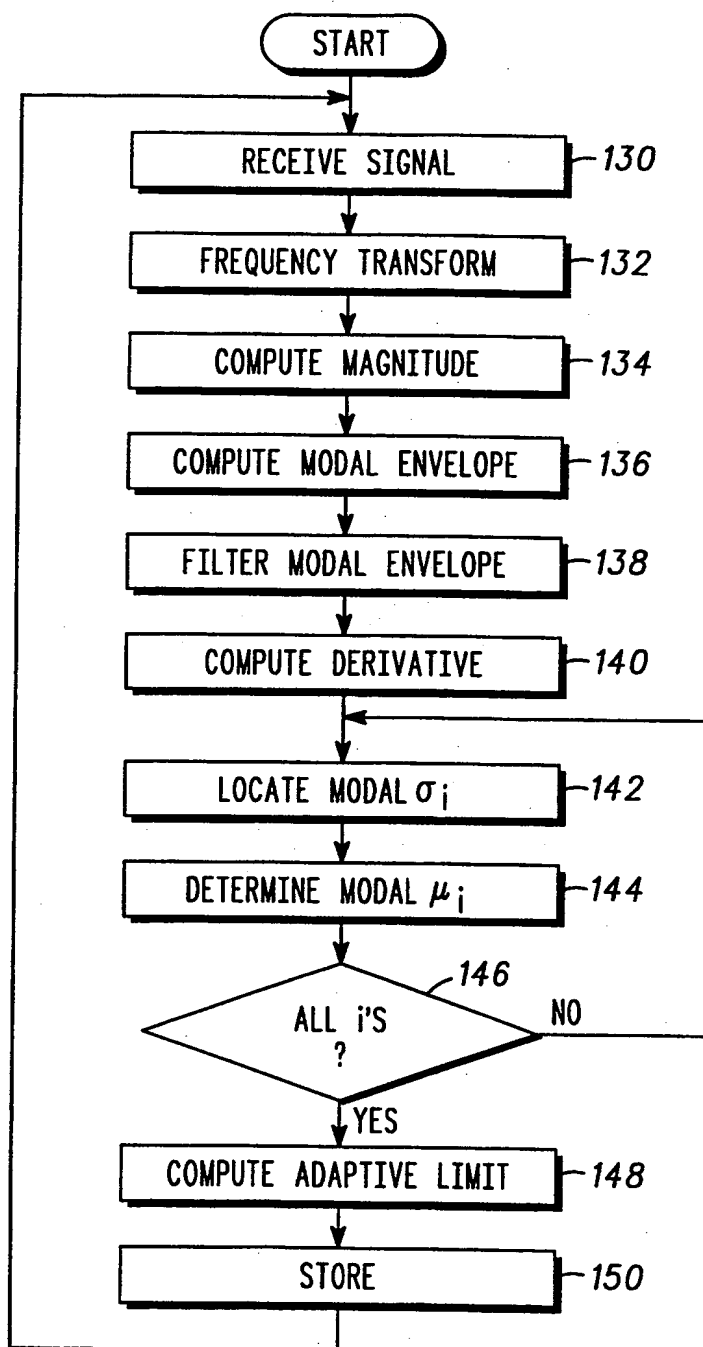 START
RECEIVE SIGNAL 130
FREQUENCY TRANSFORM 132
COMPUTE MAGNITUDE 134
COMPUTE MODAL ENVELOPE 136
FILTER MODAL ENVELOPE 138
COMPUTE DERIVATIVE 140
LOCATE MODAL σi 142
DETERMINE MODAL μi 144
146
ALL i'S
?
NO
YES
COMPUTE ADAPTIVE LIMIT 148
STORE 150